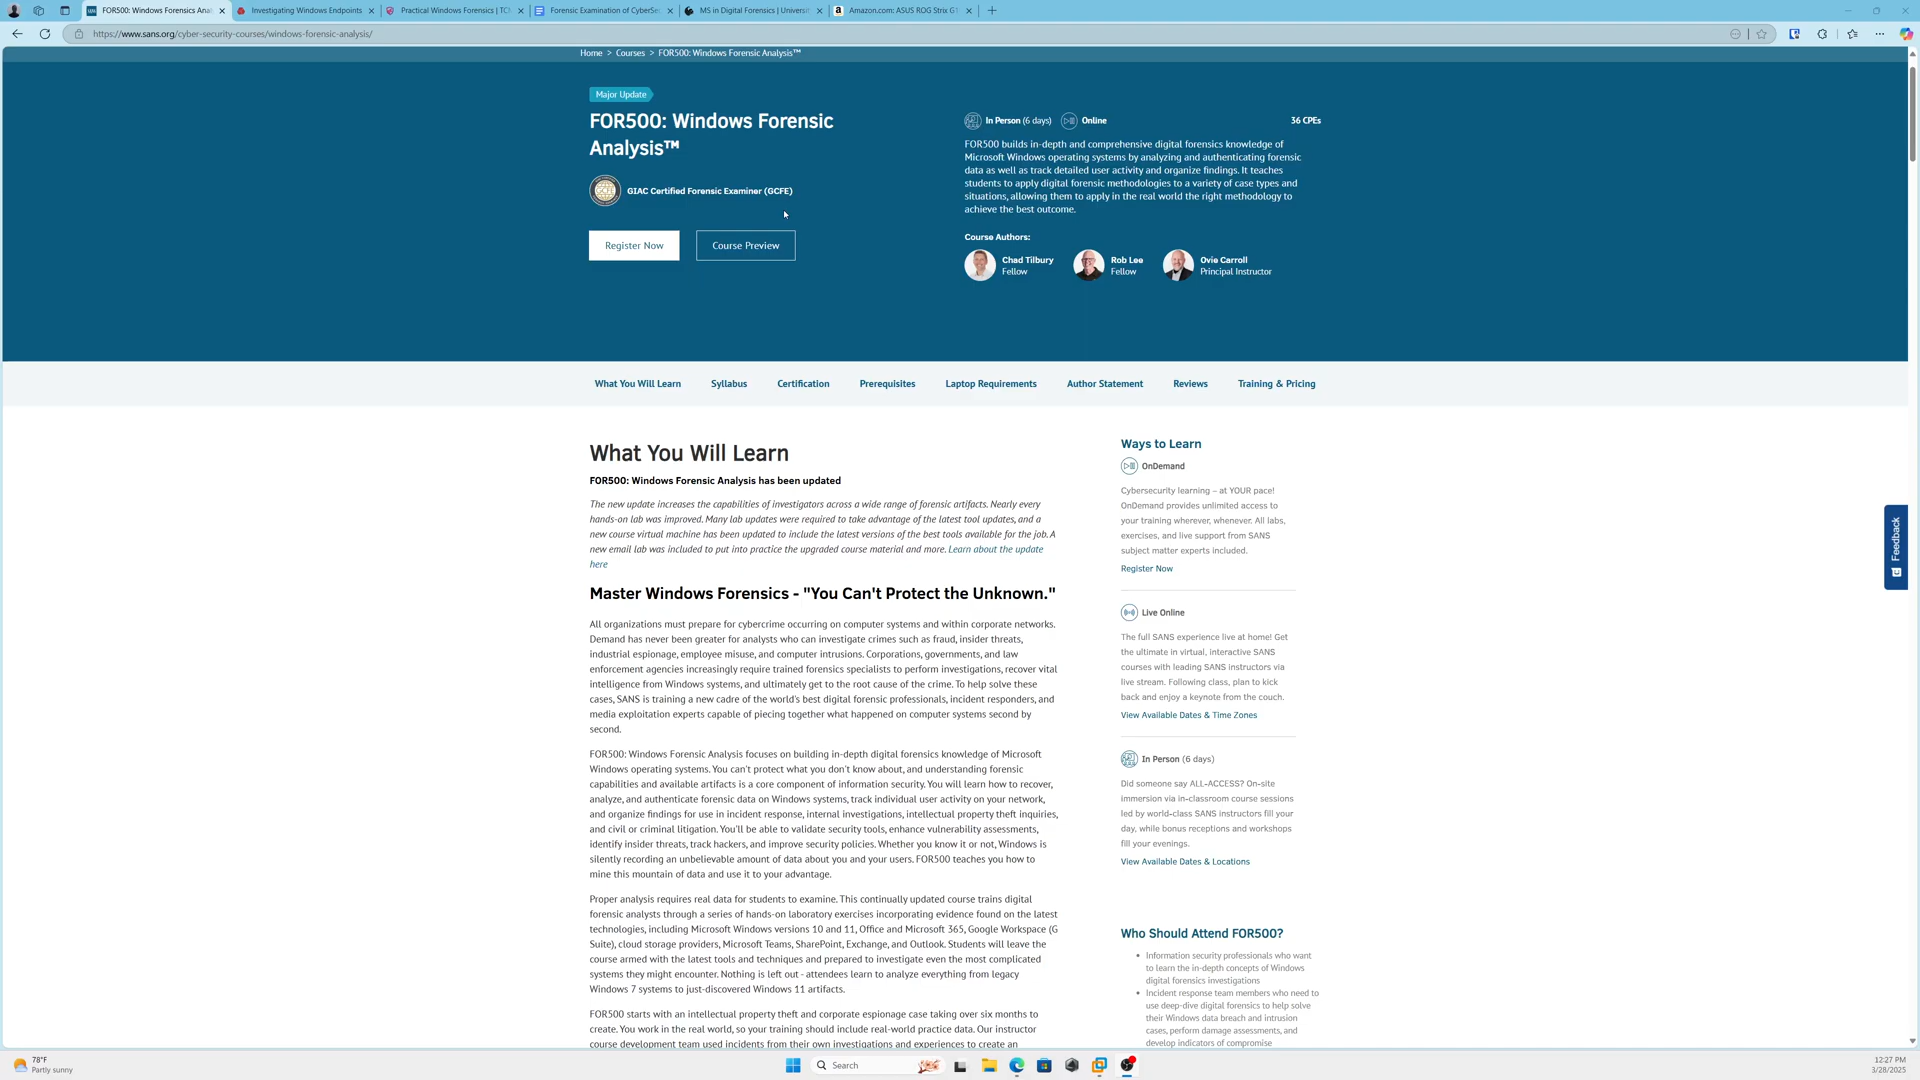 FOR500: Windows Forensics Ana
Investigating Windows Endpoints
Practical Windows Forensics | TCM
Forensic Examination of CyberSec
MS in Digital Forensics | Universit
Amazon.com: ASUS ROG Strix G1
https://www.sans.org/cyber-security-courses/windows-forensic-analysis/
Home > Courses > FOR500: Windows Forensic Analysis™
Major Update
FOR500: Windows Forensic
Analysis™
GIAC Certified Forensic Examiner (GCFE)
Register Now
Course Preview
In Person (6 days)
Online
36 CPEs
FOR500 builds in-depth and comprehensive digital forensics knowledge of
Microsoft Windows operating systems by analyzing and authenticating forensic
data as well as track detailed user activity and organize findings. It teaches
students to apply digital forensic methodologies to a variety of case types and
situations, allowing them to apply in the real world the right methodology to
achieve the best outcome.
Course Authors:
Chad Tilbury
Fellow
Rob Lee
Fellow
Ovie Carroll
Principal Instructor
What You Will Learn
Syllabus
Certification
Prerequisites
Laptop Requirements
Author Statement
Reviews
Training & Pricing
What You Will Learn
FOR500: Windows Forensic Analysis has been updated
The new update increases the capabilities of investigators across a wide range of forensic artifacts. Nearly every
hands-on lab was improved. Many lab updates were required to take advantage of the latest tool updates, and a
new course virtual machine has been updated to include the latest versions of the best tools available for the job. A
new email lab was included to put into practice the upgraded course material and more. Learn about the update
here
Master Windows Forensics - "You Can't Protect the Unknown."
All organizations must prepare for cybercrime occurring on computer systems and within corporate networks.
Demand has never been greater for analysts who can investigate crimes such as fraud, insider threats,
industrial espionage, employee misuse, and computer intrusions. Corporations, governments, and law
enforcement agencies increasingly require trained forensics specialists to perform investigations, recover vital
intelligence from Windows systems, and ultimately get to the root cause of the crime. To help solve these
cases, SANS is training a new cadre of the world's best digital forensic professionals, incident responders, and
media exploitation experts capable of piecing together what happened on computer systems second by
second.
FOR500: Windows Forensic Analysis focuses on building in-depth digital forensics knowledge of Microsoft
Windows operating systems. You can't protect what you don't know about, and understanding forensic
capabilities and available artifacts is a core component of information security. You will learn how to recover,
analyze, and authenticate forensic data on Windows systems, track individual user activity on your network,
and organize findings for use in incident response, internal investigations, intellectual property theft inquiries,
and civil or criminal litigation. You'll be able to validate security tools, enhance vulnerability assessments,
identify insider threats, track hackers, and improve security policies. Whether you know it or not, Windows is
silently recording an unbelievable amount of data about you and your users. FOR500 teaches you how to
mine this mountain of data and use it to your advantage.
Proper analysis requires real data for students to examine. This continually updated course trains digital
forensic analysts through a series of hands-on laboratory exercises incorporating evidence found on the latest
technologies, including Microsoft Windows versions 10 and 11, Office and Microsoft 365, Google Workspace (G
Suite), cloud storage providers, Microsoft Teams, SharePoint, Exchange, and Outlook. Students will leave the
course armed with the latest tools and techniques and prepared to investigate even the most complicated
systems they might encounter. Nothing is left out - attendees learn to analyze everything from legacy
Windows 7 systems to just-discovered Windows 11 artifacts.
FOR500 starts with an intellectual property theft and corporate espionage case taking over six months to
create. You work in the real world, so your training should include real-world practice data. Our instructor
course development team used incidents from their own investigations and experiences to create an
Ways to Learn
OnDemand
Cybersecurity learning – at YOUR pace!
OnDemand provides unlimited access to
your training wherever, whenever. All labs,
exercises, and live support from SANS
subject matter experts included.
Register Now
Live Online
The full SANS experience live at home! Get
the ultimate in virtual, interactive SANS
courses with leading SANS instructors via
live stream. Following class, plan to kick
back and enjoy a keynote from the couch.
View Available Dates & Time Zones
In Person (6 days)
Did someone say ALL-ACCESS? On-site
immersion via in-classroom course sessions
led by world-class SANS instructors fill your
day, while bonus receptions and workshops
fill your evenings.
View Available Dates & Locations
Who Should Attend FOR500?
Information security professionals who want
to learn the in-depth concepts of Windows
digital forensics investigations
Incident response team members who need to
use deep-dive digital forensics to help solve
their Windows data breach and intrusion
cases, perform damage assessments, and
develop indicators of compromise
Feedback
78°F
Partly sunny
Search
12:27 PM
3/28/2025